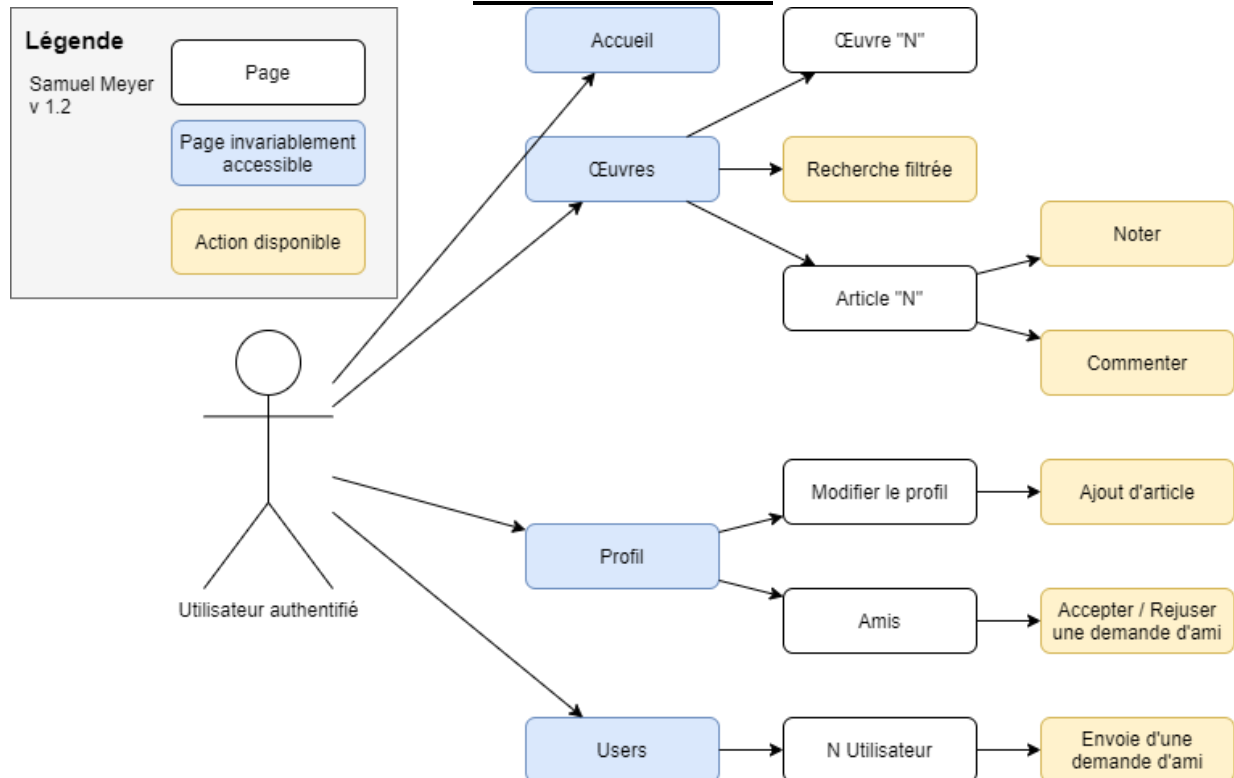 Légende
Samuel Meyer
v 1.2
Page
Page invariablement
accessible
Action disponible
Accueil
Œuvre "N"
Œuvres
Recherche filtrée
Noter
Article "N"
Commenter
Modifier le profil
Ajout d'article
Profil
Utilisateur authentifié
Amis
Accepter / Rejuser
une demande d'ami
Users
N Utilisateur
Envoie d'une
demande d'ami